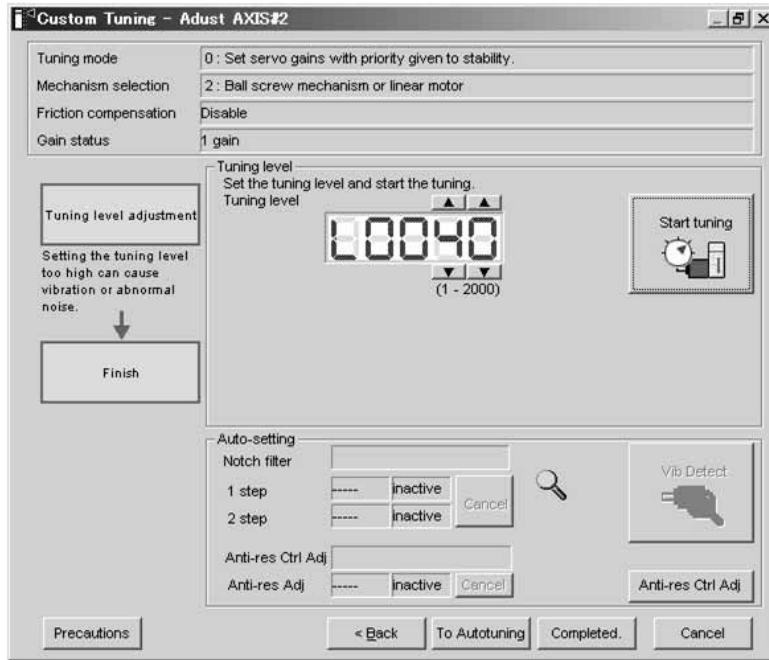 Custom Tuning - Adust AXIS#2
Tuning mode
0 : Set servo gains with priority given to stability.
Mechanism selection
2 : Ball screw mechanism or linear motor
Friction compensation
Disable
Gain status
1 gain
Tuning level adjustment
Setting the tuning level
too high can cause
vibration or abnormal
noise.
Finish
Tuning level
Set the tuning level and start the tuning.
Tuning level
L0040
(1 - 2000)
Start tuning
Auto-setting
Notch filter
1 step
-----
inactive
2 step
-----
inactive
Cancel
Vib Detect
Anti-res Ctrl Adj
Anti-res Adj
-----
inactive
Cancel
Anti-res Ctrl Adj
Precautions
< Back
To Autotuning
Completed.
Cancel